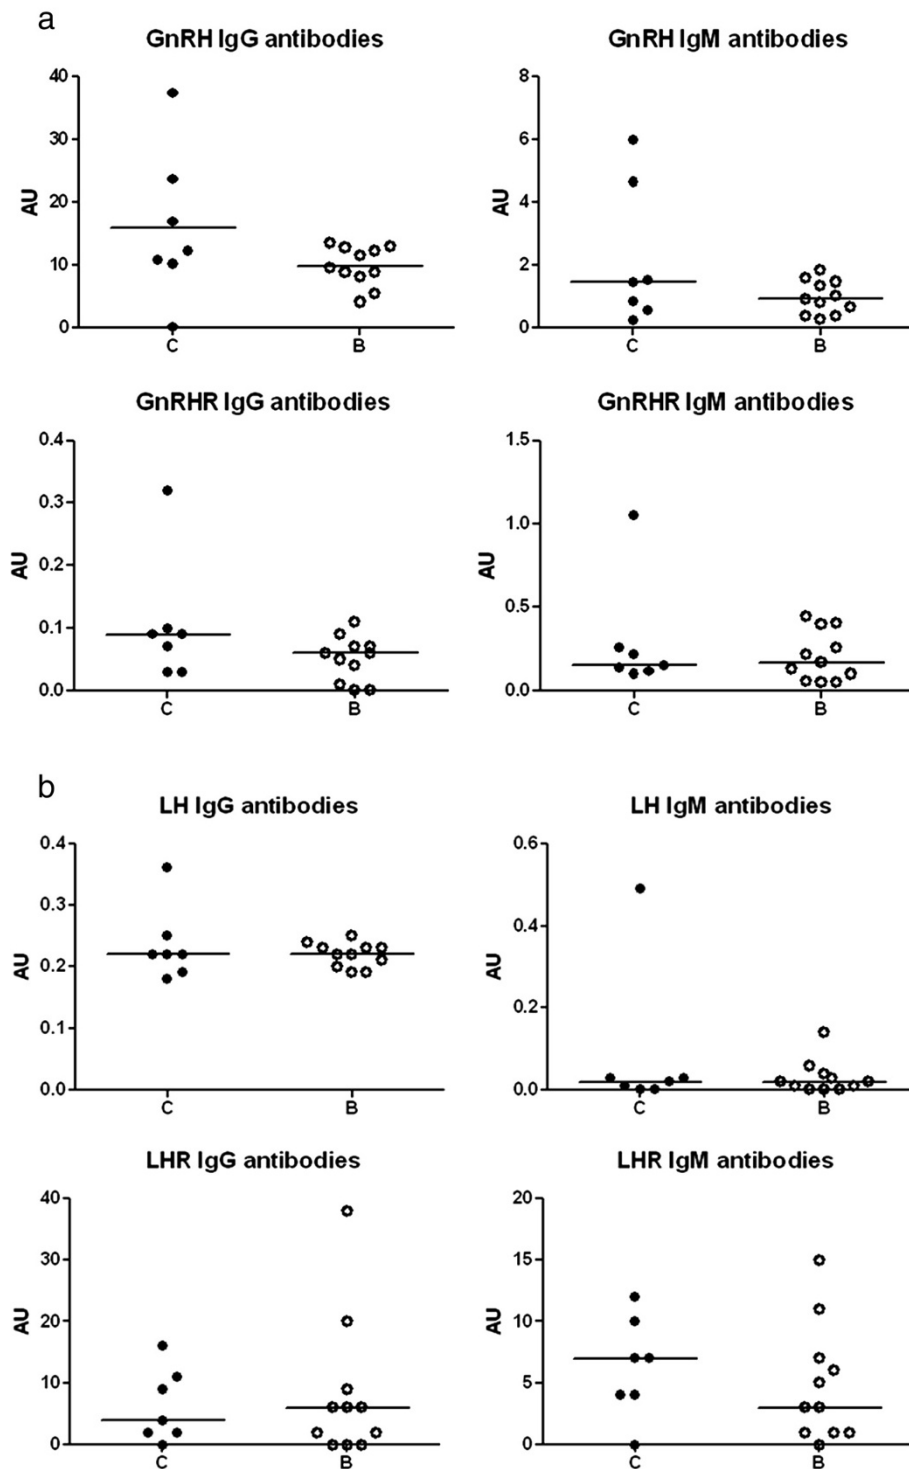 a
GnRH IgG antibodies
AU
40
30
20
10
0
C
B
GnRH IgM antibodies
AU
8
6
4
2
0
C
B
GnRHR IgG antibodies
AU
0.4
0.3
0.2
0.1
0.0
C
B
GnRHR IgM antibodies
AU
1.5
1.0
0.5
0.0
C
B
b
LH IgG antibodies
AU
0.4
0.3
0.2
0.1
0.0
C
B
LH IgM antibodies
AU
0.6
0.4
0.2
0.0
C
B
LHR IgG antibodies
AU
40
30
20
10
0
C
B
LHR IgM antibodies
AU
20
15
10
5
0
C
B